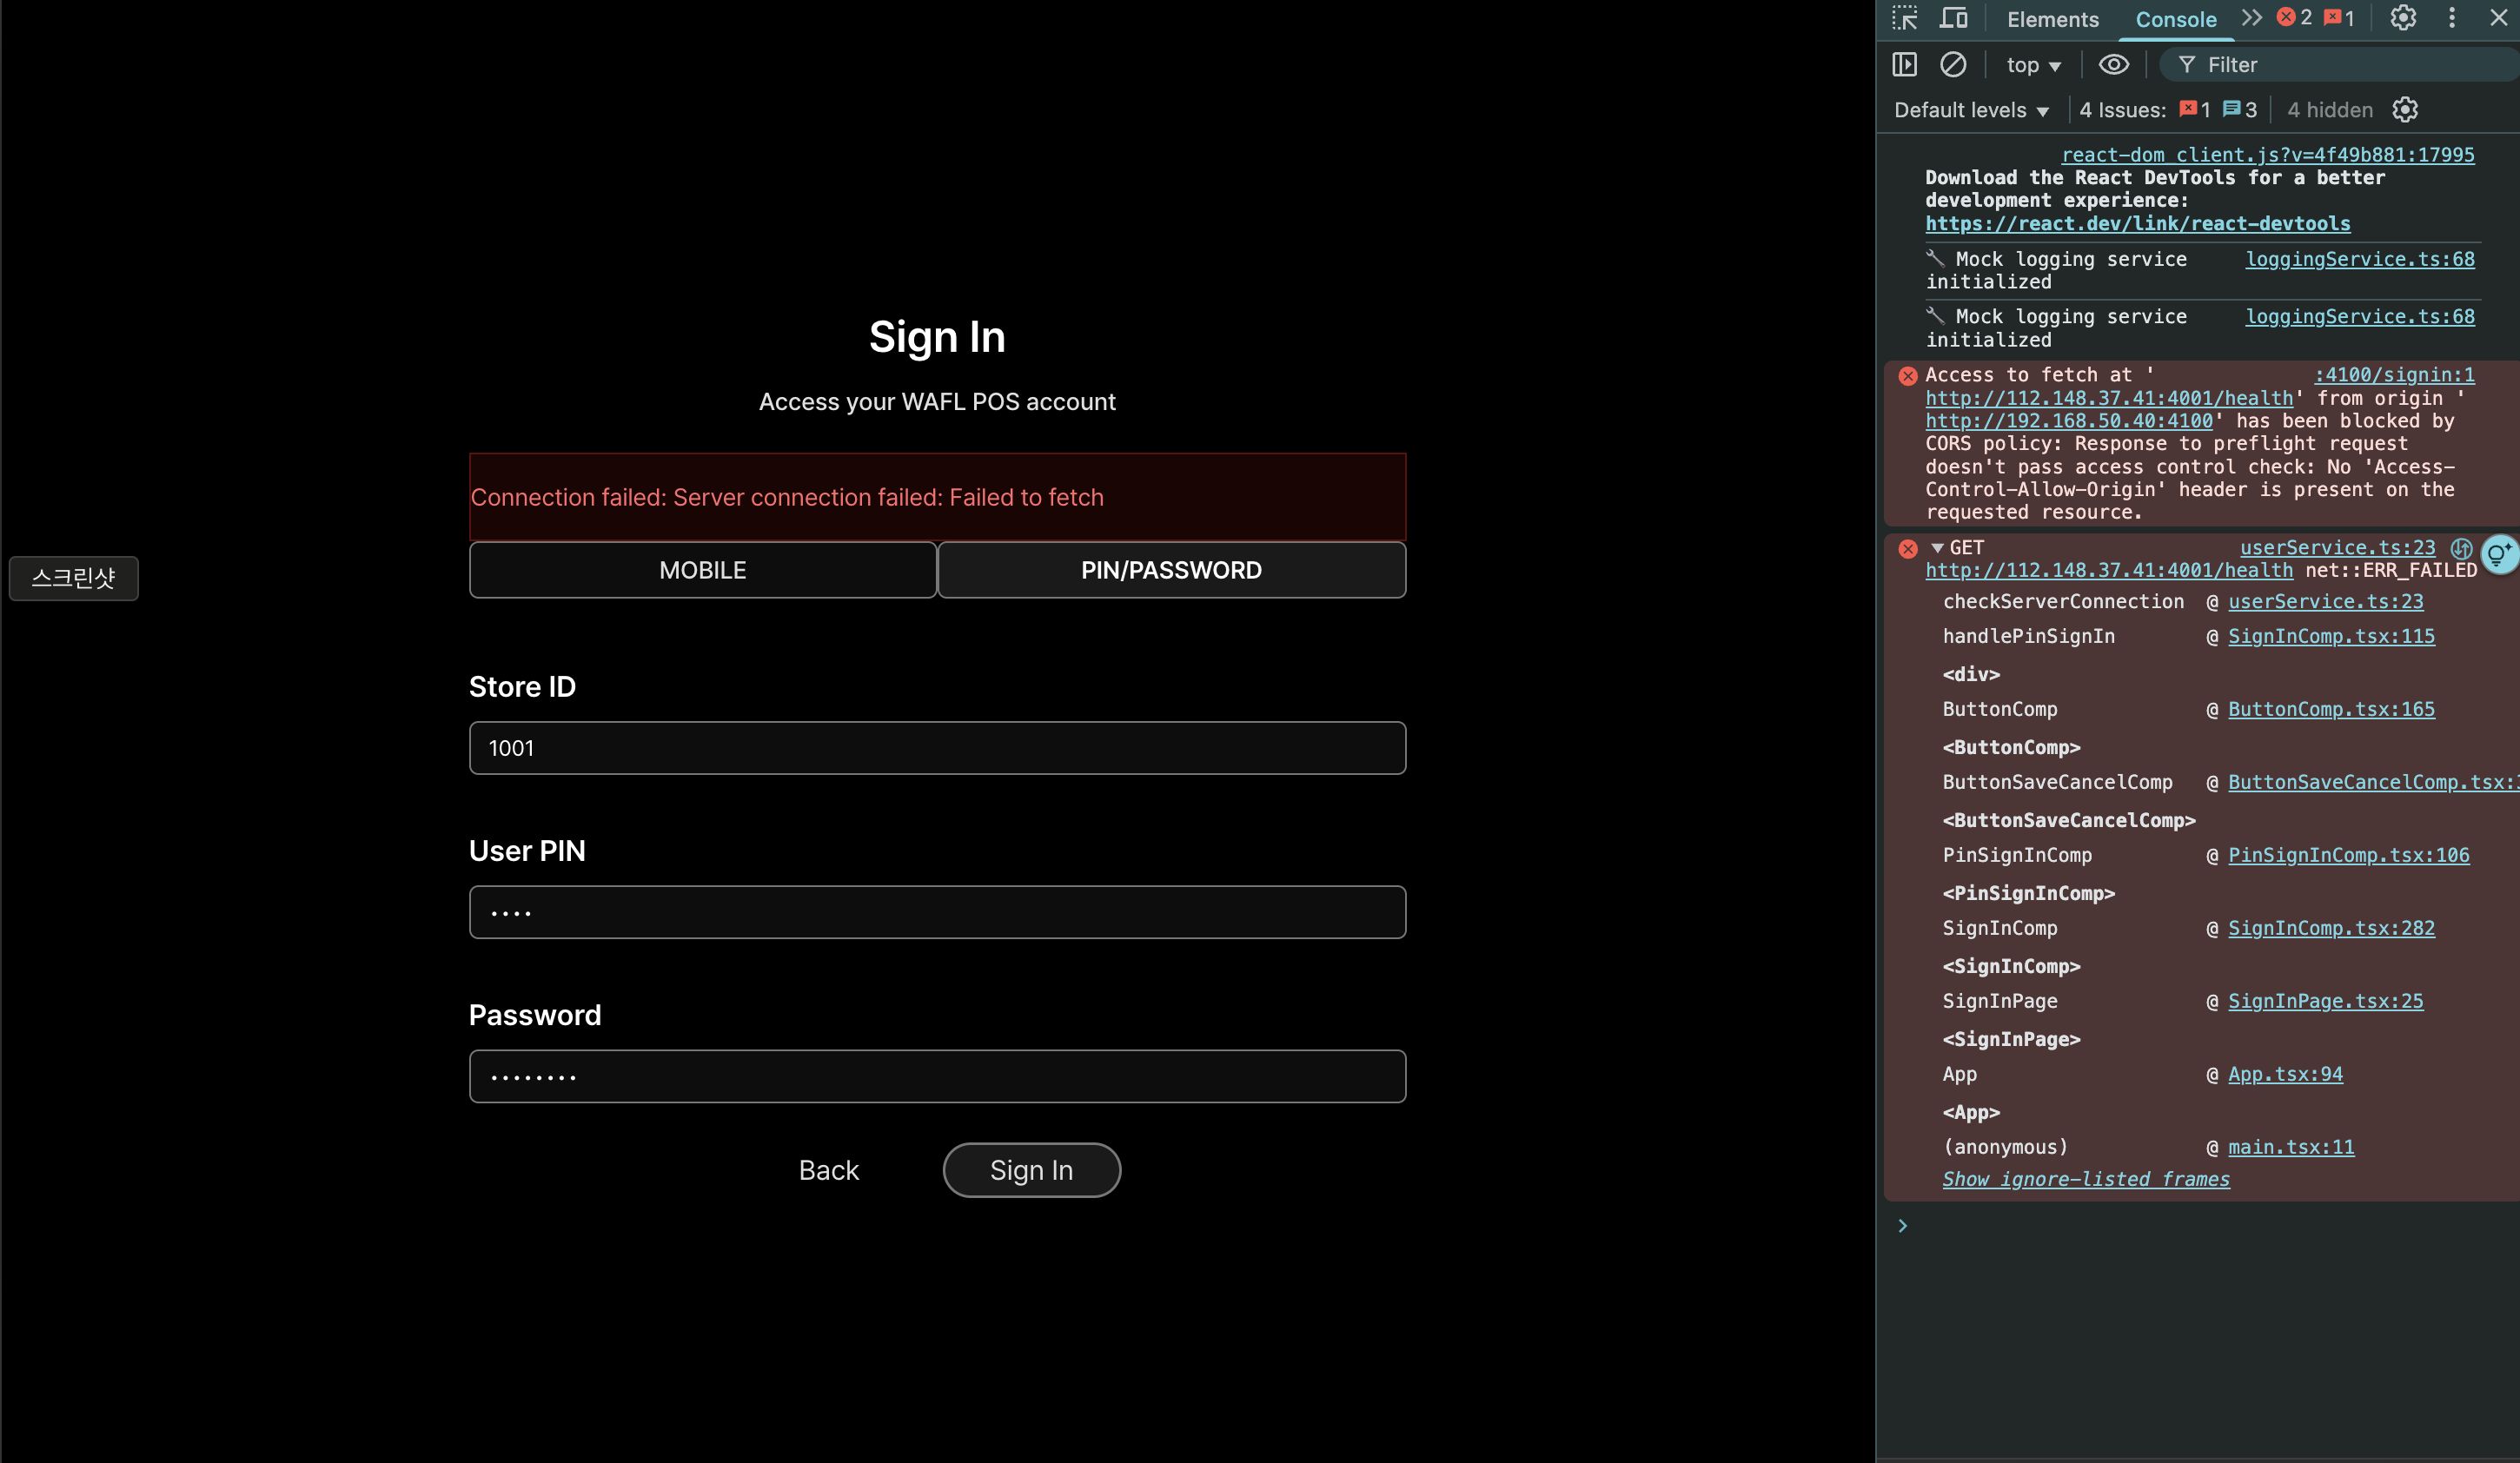 Sign In
Access your WAFL POS account
Connection failed: Server connection failed: Failed to fetch
MOBILE
PIN/PASSWORD
스크린샷
Store ID
1001
User PIN
••••
Password
••••••••
Back
Sign In
Elements
Console
2
1
top
Filter
Default levels
4 Issues:
1
3
4 hidden
react-dom_client.js?v=4f49b881:17995
Download the React DevTools for a better
development experience:
https://react.dev/link/react-devtools
Mock logging service loggingService.ts:68
initialized
Mock logging service loggingService.ts:68
initialized
Access to fetch at ' :4100/signin:1
http://112.148.37.41:4001/health' from origin '
http://192.168.50.40:4100' has been blocked by
CORS policy: Response to preflight request
doesn't pass access control check: No 'Access-
Control-Allow-Origin' header is present on the
requested resource.
GET userService.ts:23
http://112.148.37.41:4001/health net::ERR_FAILED
checkServerConnection @ userService.ts:23
handlePinSignIn @ SignInComp.tsx:115
<div>
ButtonComp @ ButtonComp.tsx:165
<ButtonComp>
ButtonSaveCancelComp @ ButtonSaveCancelComp.tsx:
<ButtonSaveCancelComp>
PinSignInComp @ PinSignInComp.tsx:106
<PinSignInComp>
SignInComp @ SignInComp.tsx:282
<SignInComp>
SignInPage @ SignInPage.tsx:25
<SignInPage>
App @ App.tsx:94
<App>
(anonymous) @ main.tsx:11
Show ignore-listed frames